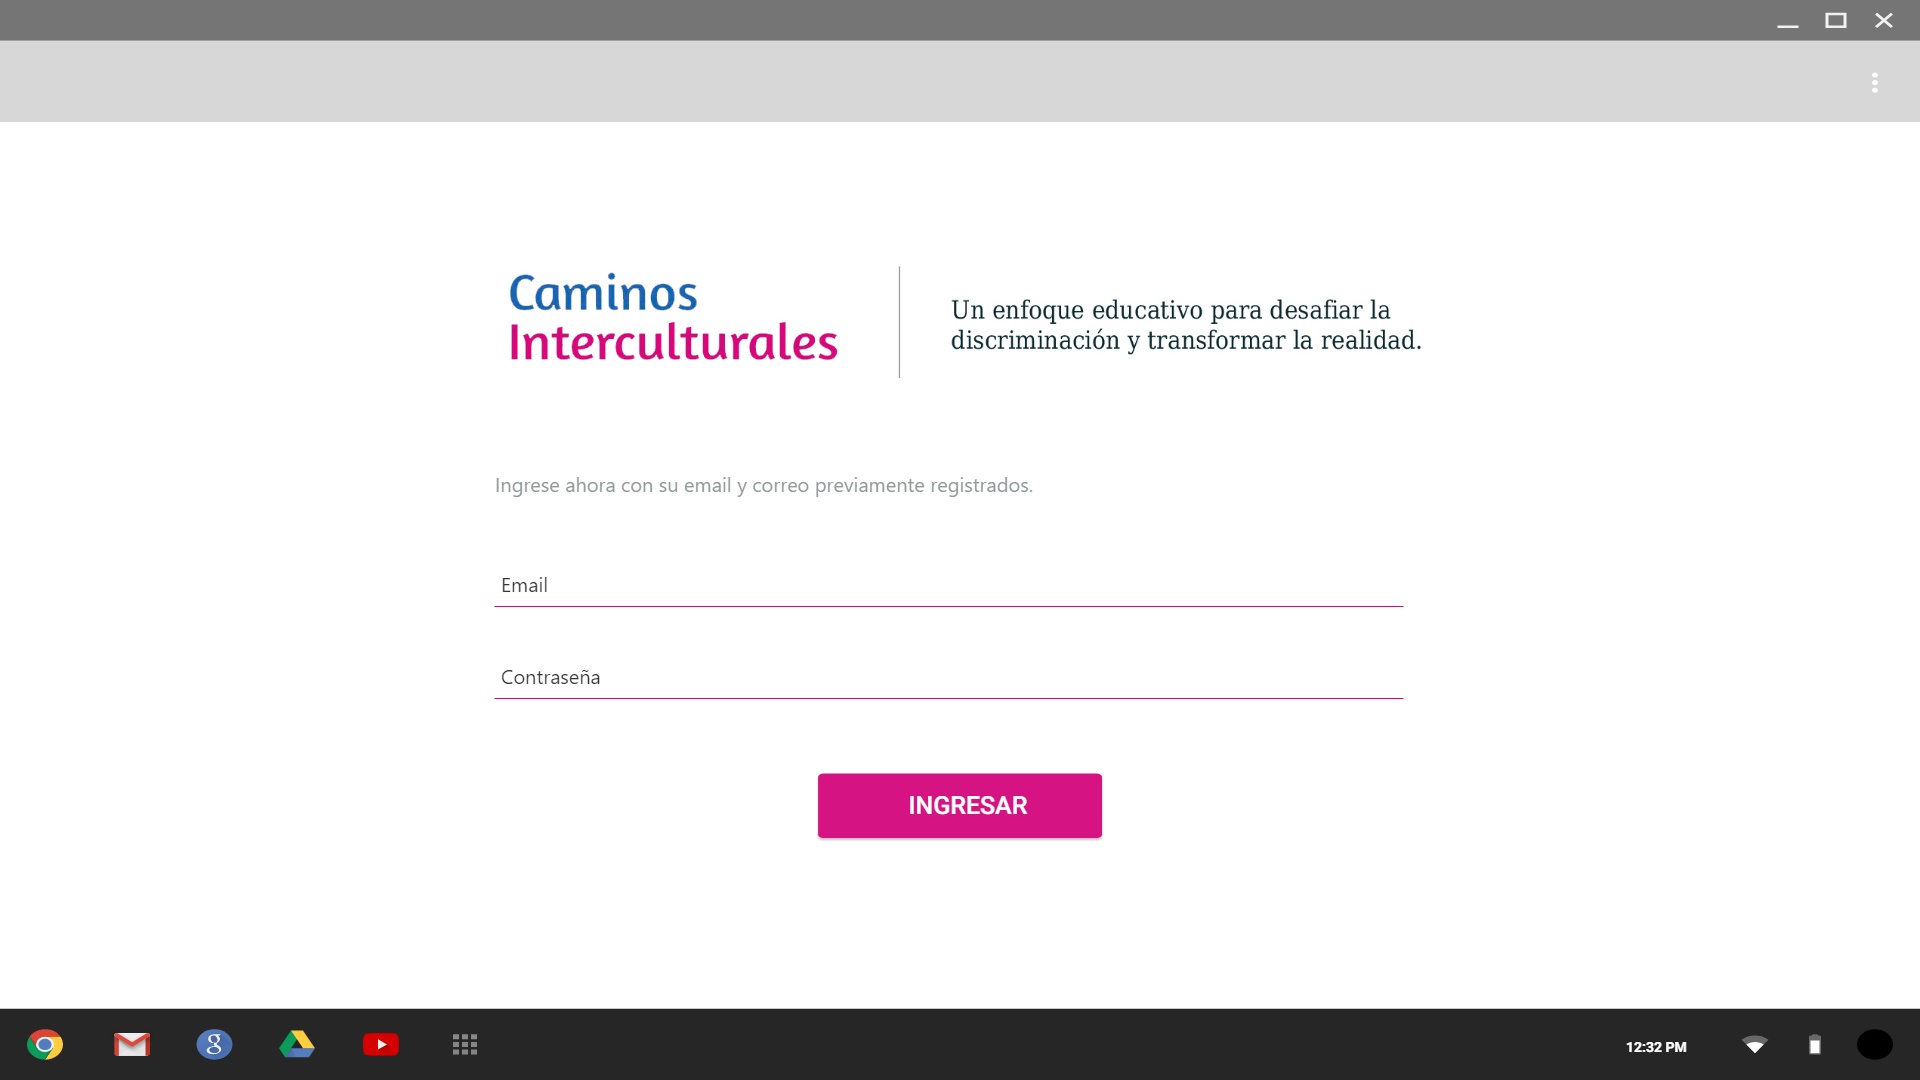 Caminos
Interculturales
Un enfoque educativo para desafiar la
discriminación y transformar la realidad.
Ingrese ahora con su email y correo previamente registrados.
Email
Contraseña
INGRESAR
12:32 PM